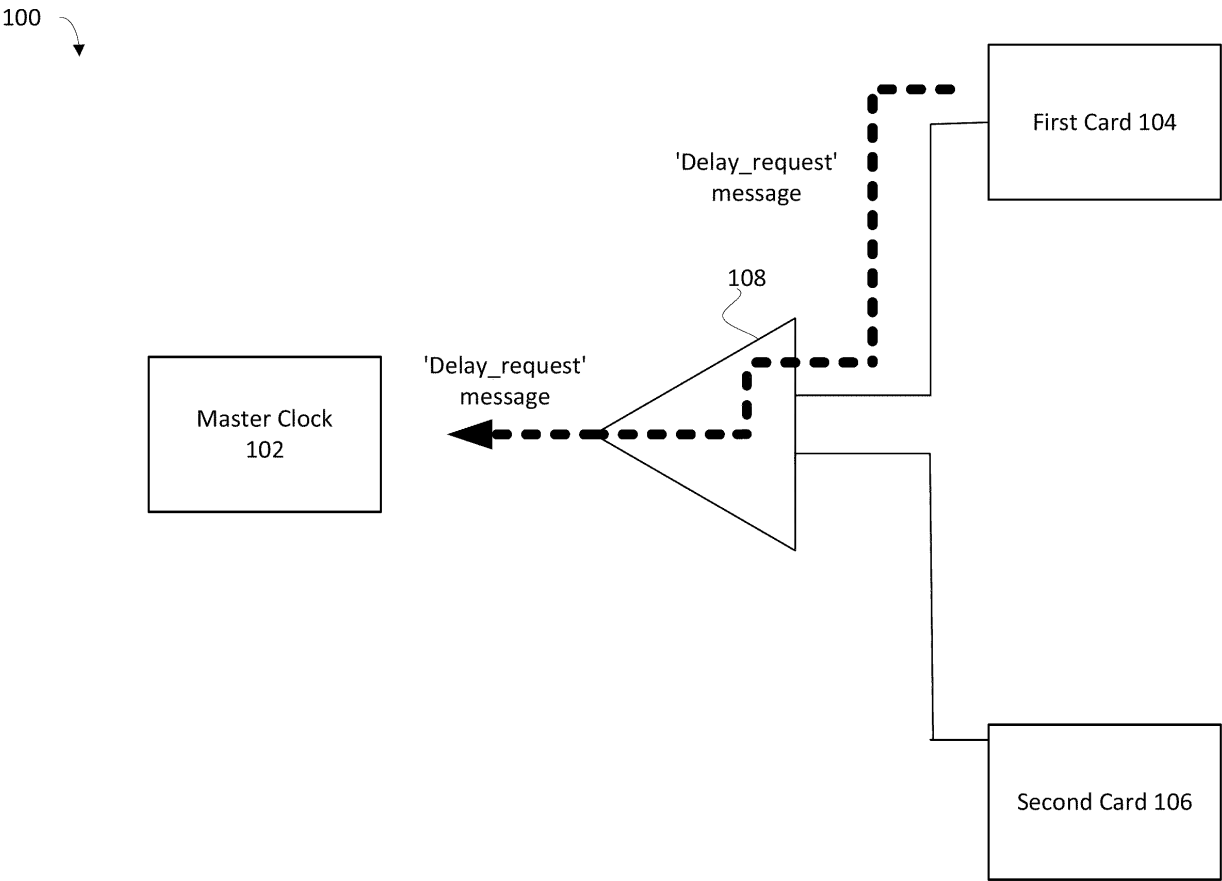 100
First Card 104
'Delay_request'
message
108
'Delay_request'
message
Master Clock
102
Second Card 106